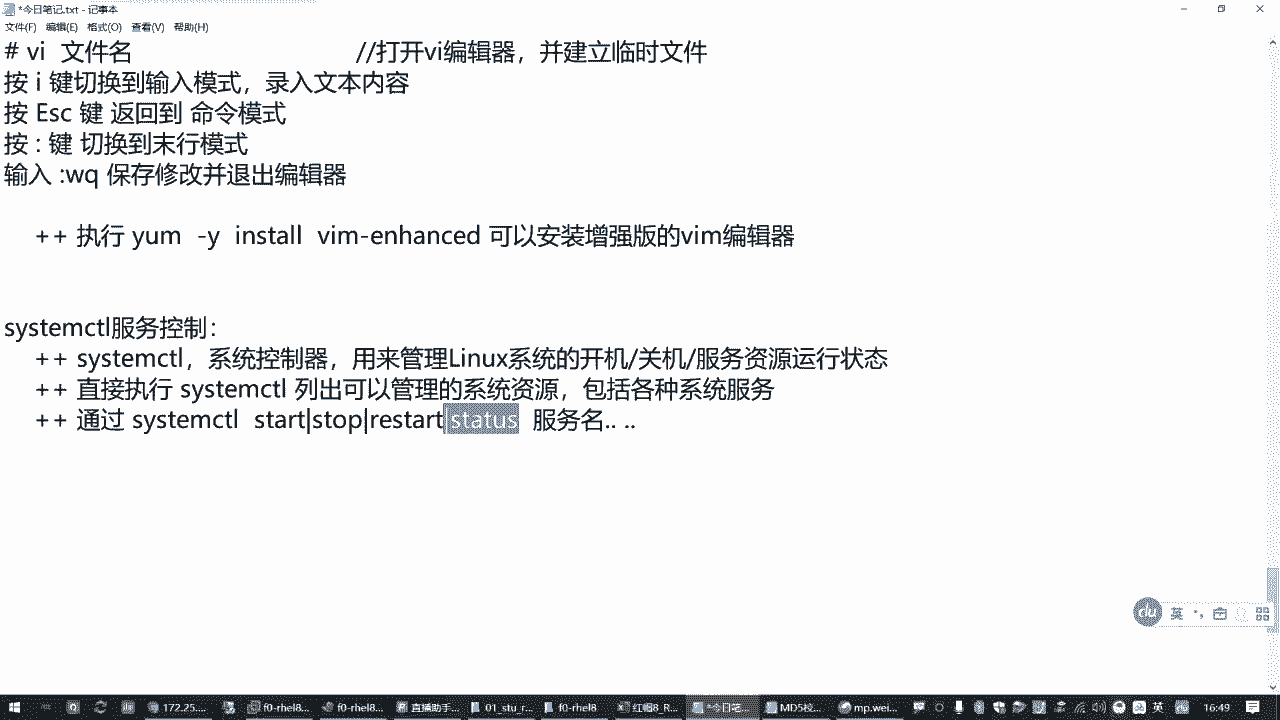 *今日笔记.txt - 记事本
文件(F) 编辑(E) 格式(O) 查看(V) 帮助(H)
# vi 文件名 //打开vi编辑器，并建立临时文件
按 i 键切换到输入模式，录入文本内容
按 Esc 键 返回到 命令模式
按 : 键 切换到末行模式
输入 :wq 保存修改并退出编辑器
++ 执行 yum -y install vim-enhanced 可以安装增强版的vim编辑器
systemctl服务控制：
++ systemctl，系统控制器，用来管理Linux系统的开机/关机/服务资源运行状态
++ 直接执行 systemctl 列出可以管理的系统资源，包括各种系统服务
++ 通过 systemctl start|stop|restart|status 服务名.. ..
du 英
172.25.... f0-rhel8... f0-rhel8... 直播助手... 01_stu_r... f0-rhel8 红帽8_R... *今日笔... MD5校... mp.wei... 英 16:49